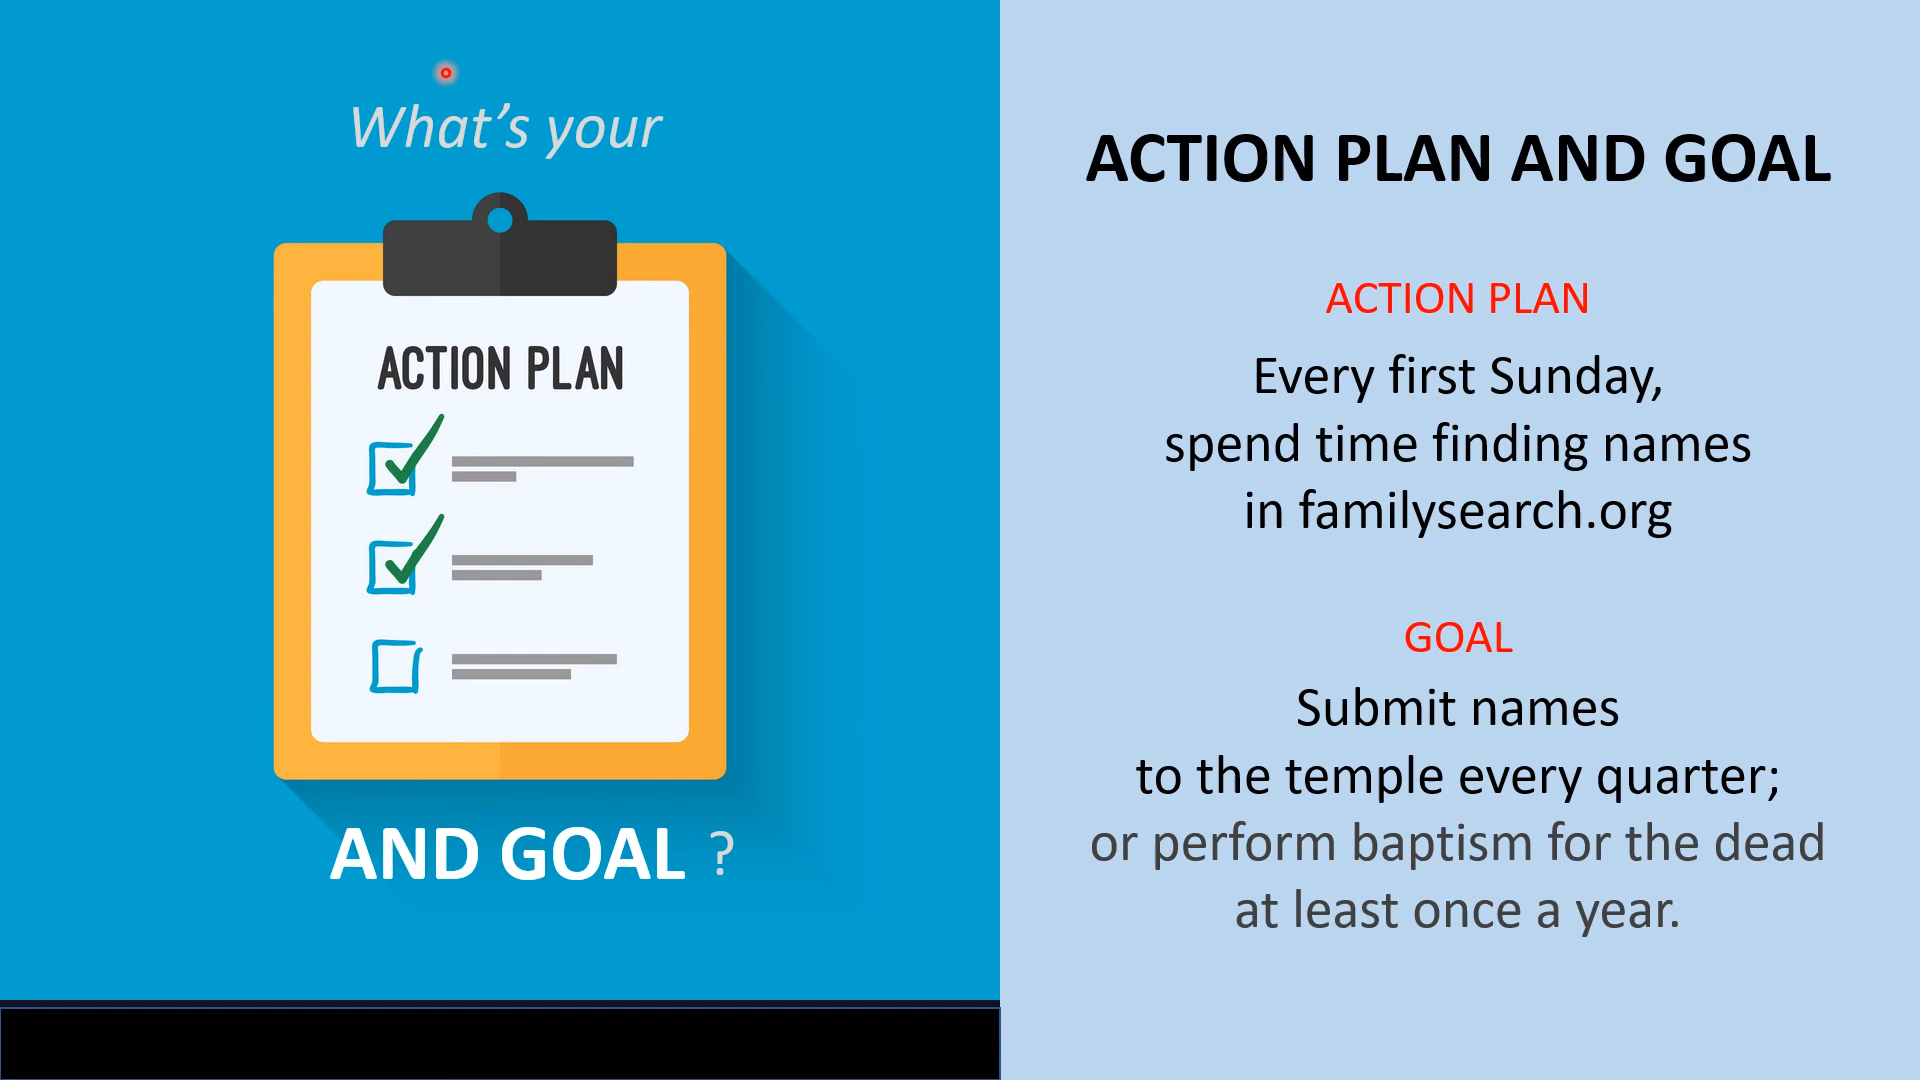 What's your
ACTION PLAN
AND GOAL ?
ACTION PLAN AND GOAL
ACTION PLAN
Every first Sunday,
spend time finding names
in familysearch.org
GOAL
Submit names
to the temple every quarter;
or perform baptism for the dead
at least once a year.